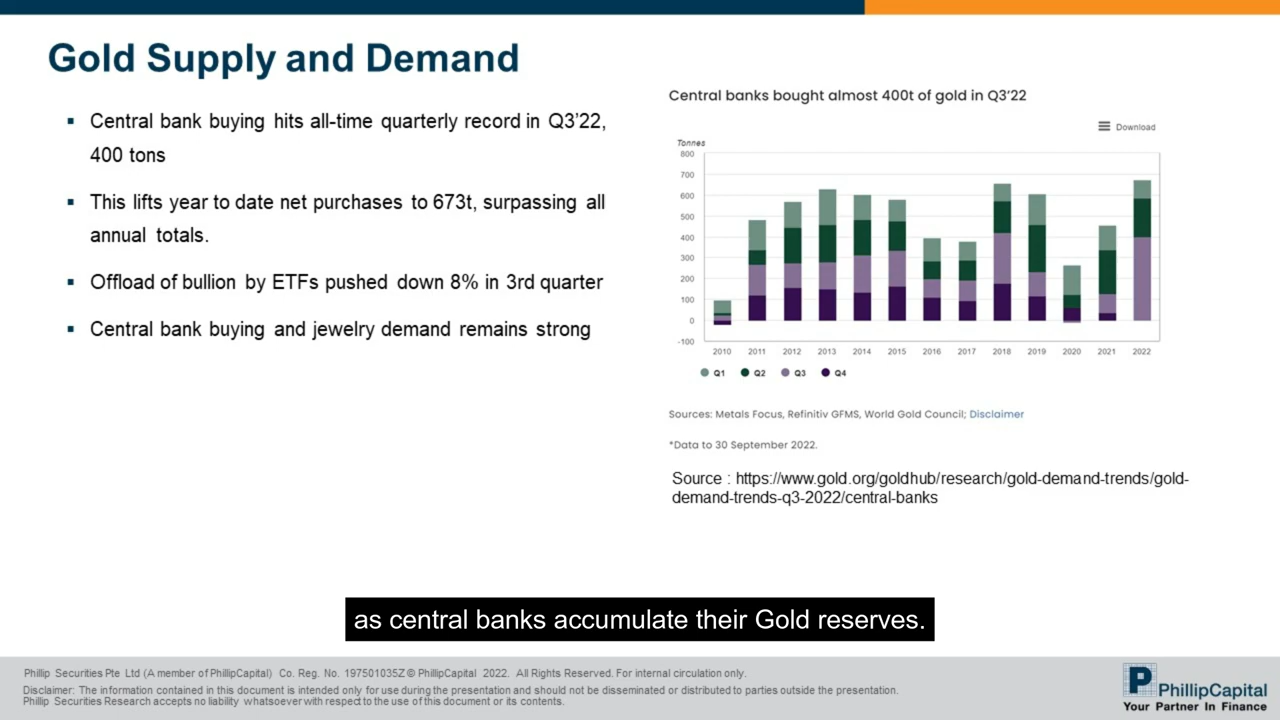 Gold Supply and Demand
▪ Central bank buying hits all-time quarterly record in Q3’22,
400 tons
▪ This lifts year to date net purchases to 673t, surpassing all
annual totals.
▪ Offload of bullion by ETFs pushed down 8% in 3rd quarter
▪ Central bank buying and jewelry demand remains strong
Central banks bought almost 400t of gold in Q3’22
Download
Tonnes
800
700
600
500
400
300
200
100
0
-100
2010 2011 2012 2013 2014 2015 2016 2017 2018 2019 2020 2021 2022
Q1 Q2 Q3 Q4
Sources: Metals Focus, Refinitiv GFMS, World Gold Council; Disclaimer
*Data to 30 September 2022.
Source : https://www.gold.org/goldhub/research/gold-demand-trends/gold-
demand-trends-q3-2022/central-banks
as central banks accumulate their Gold reserves.
Phillip Securities Pte Ltd (A member of PhillipCapital) Co. Reg. No. 197501035Z © PhillipCapital 2022. All Rights Reserved. For internal circulation only.
Disclaimer: The information contained in this document is intended only for use during the presentation and should not be disseminated or distributed to parties outside the presentation.
Phillip Securities Research accepts no liability whatsoever with respect to the use of this document or its contents.
P PhillipCapital
Your Partner In Finance